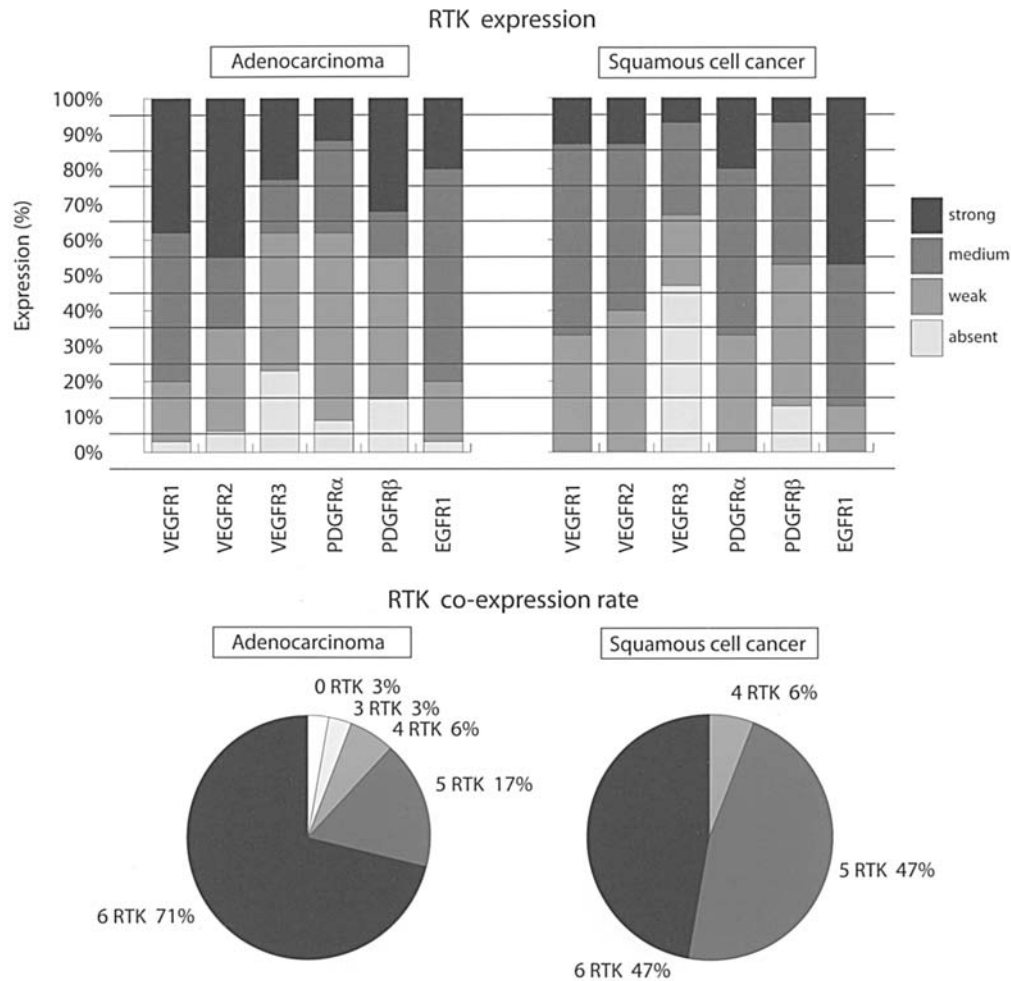 RTK expression
Adenocarcinoma
Squamous cell cancer
Expression (%)
100%
90%
80%
70%
60%
50%
40%
30%
20%
10%
0%
VEGFR1
VEGFR2
VEGFR3
PDGFRα
PDGFRβ
EGFR1
VEGFR1
VEGFR2
VEGFR3
PDGFRα
PDGFRβ
EGFR1
strong
medium
weak
absent
RTK co-expression rate
Adenocarcinoma
Squamous cell cancer
0 RTK 3%
3 RTK 3%
4 RTK 6%
5 RTK 17%
6 RTK 71%
4 RTK 6%
5 RTK 47%
6 RTK 47%